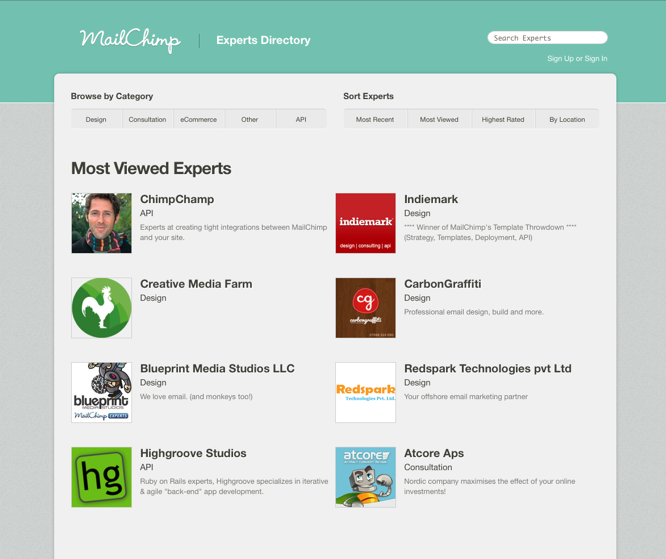 MailChimp
Experts Directory
Search Experts
Sign Up or Sign In
Browse by Category
Design
Consultation
eCommerce
Other
API
Sort Experts
Most Recent
Most Viewed
Highest Rated
By Location
Most Viewed Experts
ChimpChamp
API
Experts at creating tight integrations between MailChimp
and your site.
indiemark
design | consulting | api
Indiemark
Design
**** Winner of MailChimp's Template Throwdown ****
(Strategy, Templates, Deployment, API)
Creative Media Farm
Design
cg
carbongraffiti
CarbonGraffiti
Design
Professional email design, build and more.
blueprint
MEDIA STUDIOS
MailChimp EXPERTS
Blueprint Media Studios LLC
Design
We love email. (and monkeys too!)
Redspark
Technologies Pvt. Ltd.
Redspark Technologies pvt Ltd
Design
Your offshore email marketing partner
hg
Highgroove Studios
API
Ruby on Rails experts, Highgroove specializes in iterative
& agile "back-end" app development.
atcore
Atcore Aps
Consultation
Nordic company maximises the effect of your online
investments!